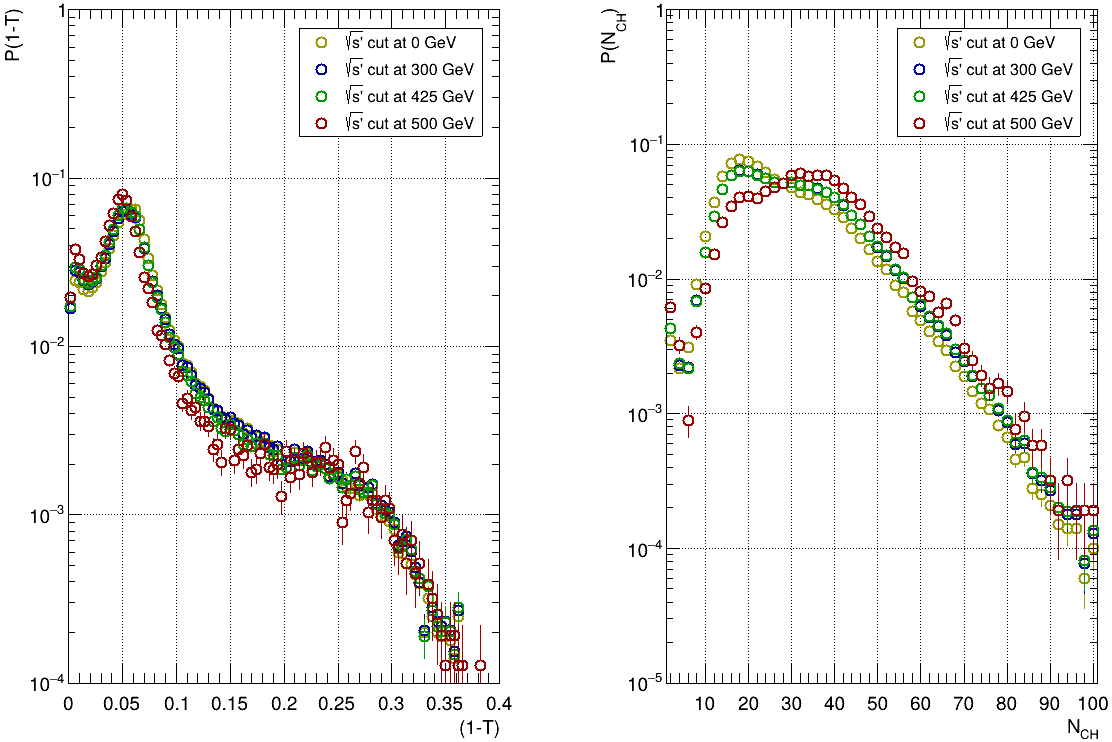 P(1-T)
1
10⁻¹
10⁻²
10⁻³
10⁻⁴
√s' cut at 0 GeV
√s' cut at 300 GeV
√s' cut at 425 GeV
√s' cut at 500 GeV
0 0.05 0.1 0.15 0.2 0.25 0.3 0.35 0.4
(1-T)
P(N_CH)
1
10⁻¹
10⁻²
10⁻³
10⁻⁴
10⁻⁵
√s' cut at 0 GeV
√s' cut at 300 GeV
√s' cut at 425 GeV
√s' cut at 500 GeV
10 20 30 40 50 60 70 80 90 100
N_CH